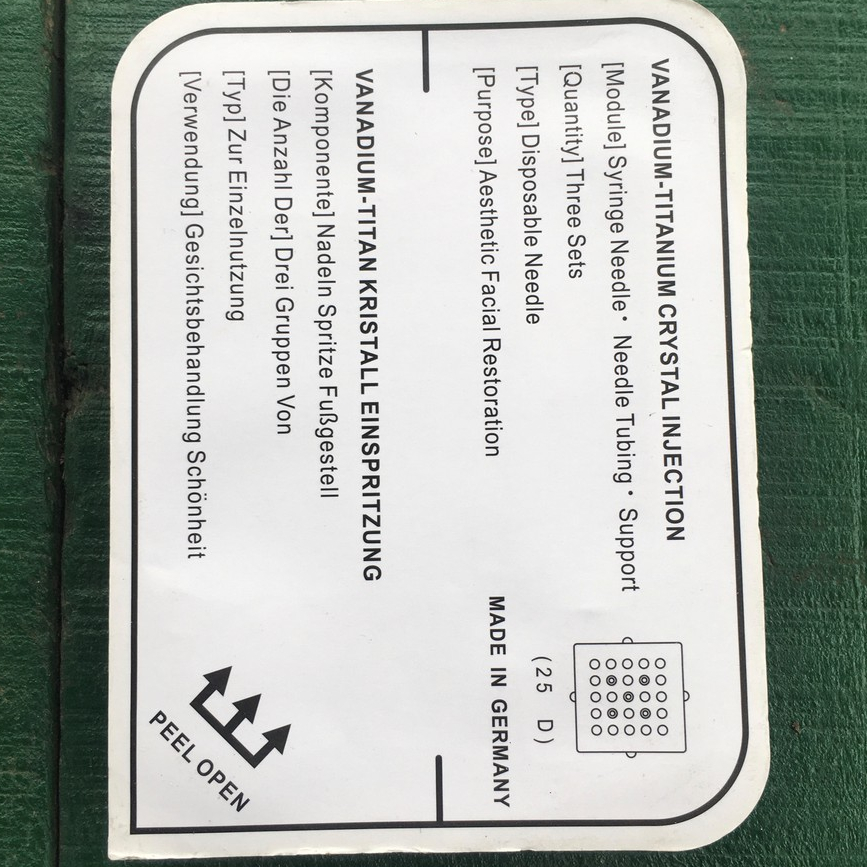 VANADIUM-TITANIUM CRYSTAL INJECTION
[Module] Syringe Needle· Needle Tubing· Support
[Quantity] Three Sets
[Type] Disposable Needle
[Purpose] Aesthetic Facial Restoration
(25 D)
MADE IN GERMANY
VANADIUM-TITAN KRISTALL EINSPRITZUNG
[Komponente] Nadeln Spritze Fußgestell
[Die Anzahl Der] Drei Gruppen Von
[Typ] Zur Einzelnutzung
[Verwendung] Gesichtsbehandlung Schönheit
PEEL OPEN